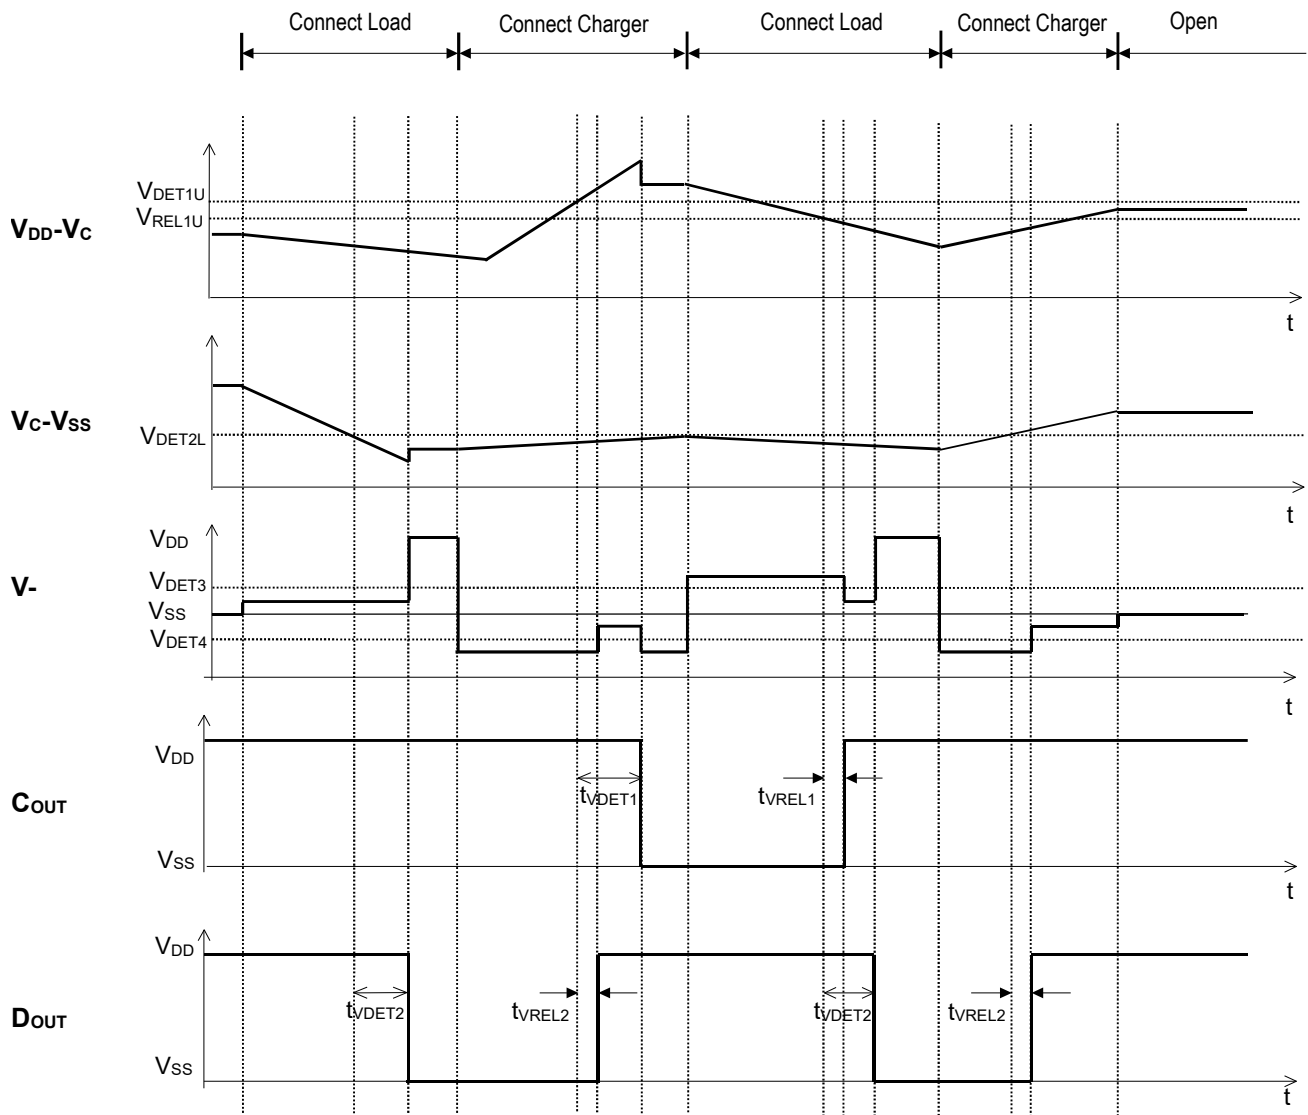 Connect Load
Connect Charger
Connect Load
Connect Charger
Open
VDET1U
VREL1U
VDD-VC
t
VC-VSS
VDET2L
t
VDD
V-
VDET3
VSS
VDET4
t
VDD
tVDET1
tVREL1
COUT
VSS
t
VDD
tVDET2
tVREL2
tVDET2
tVREL2
DOUT
VSS
t